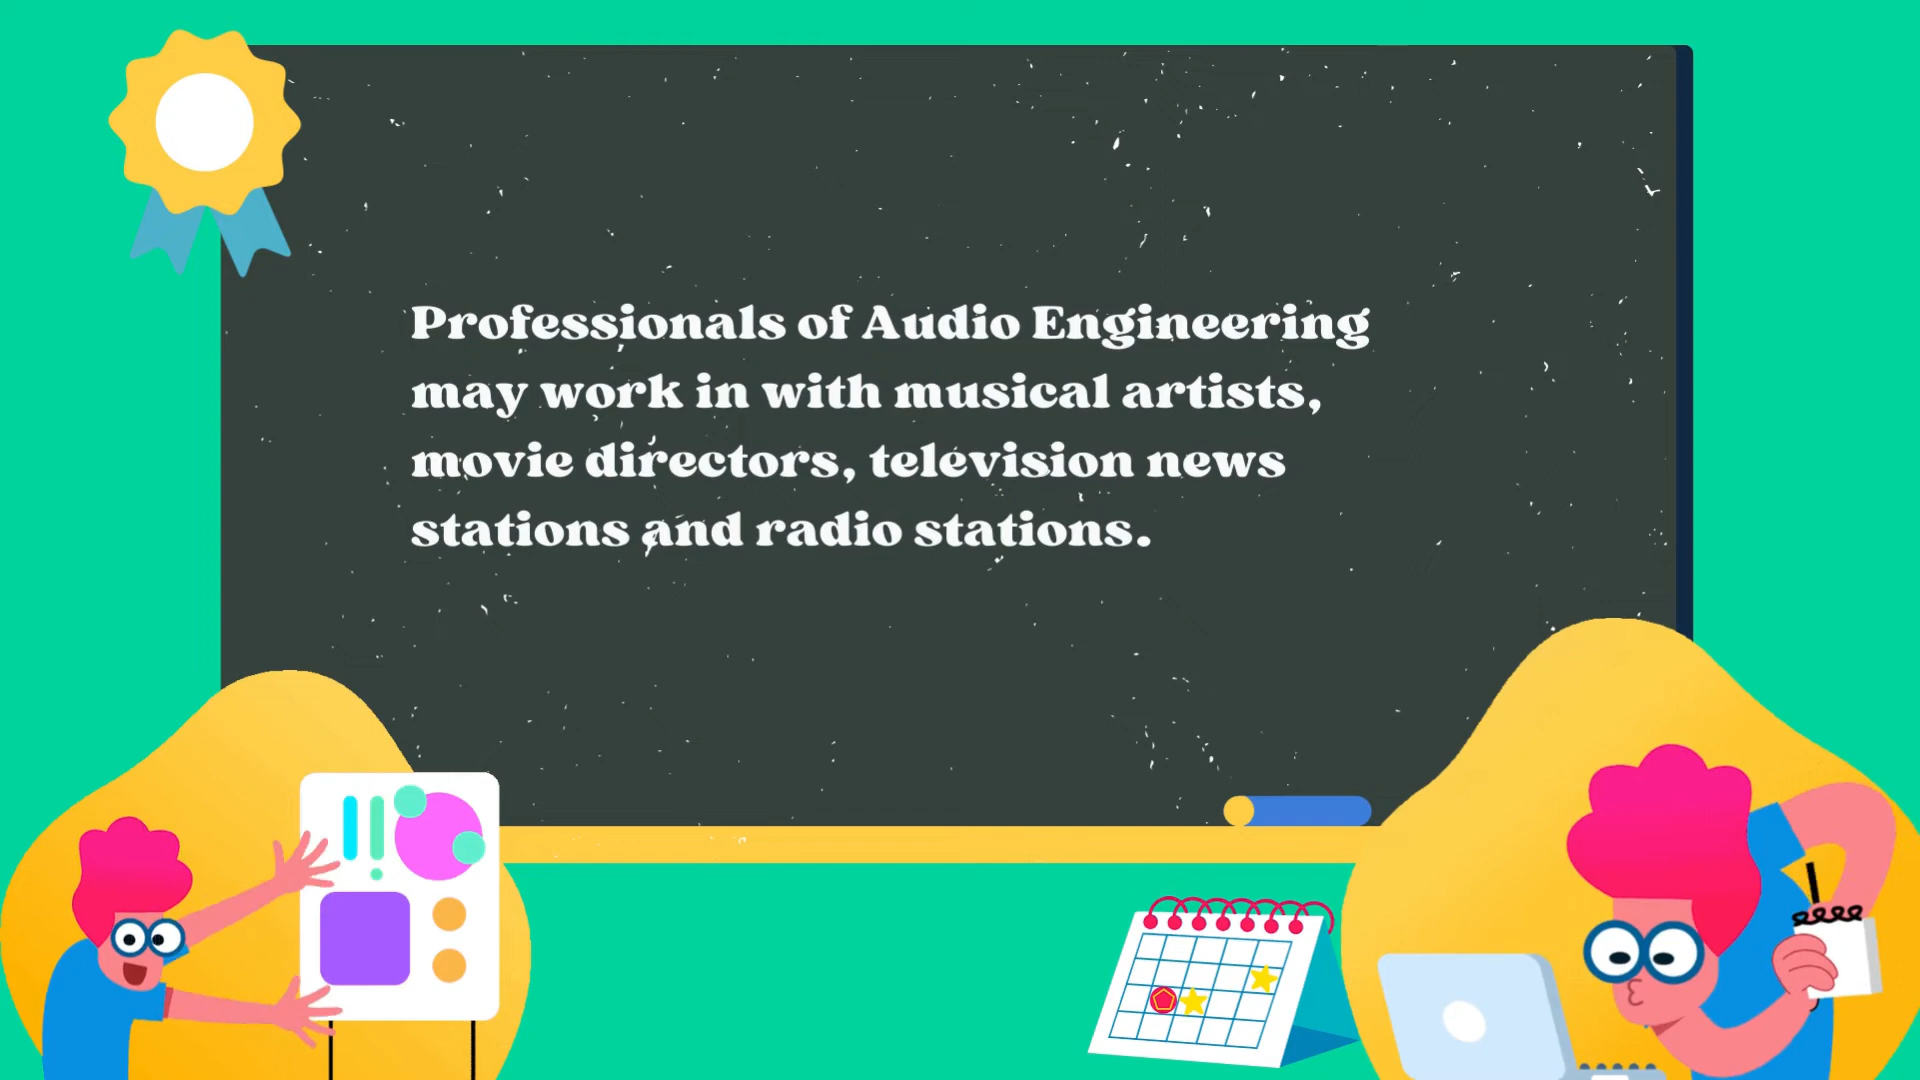 Professionals of Audio Engineering
may work in with musical artists,
movie directors, television news
stations and radio stations.